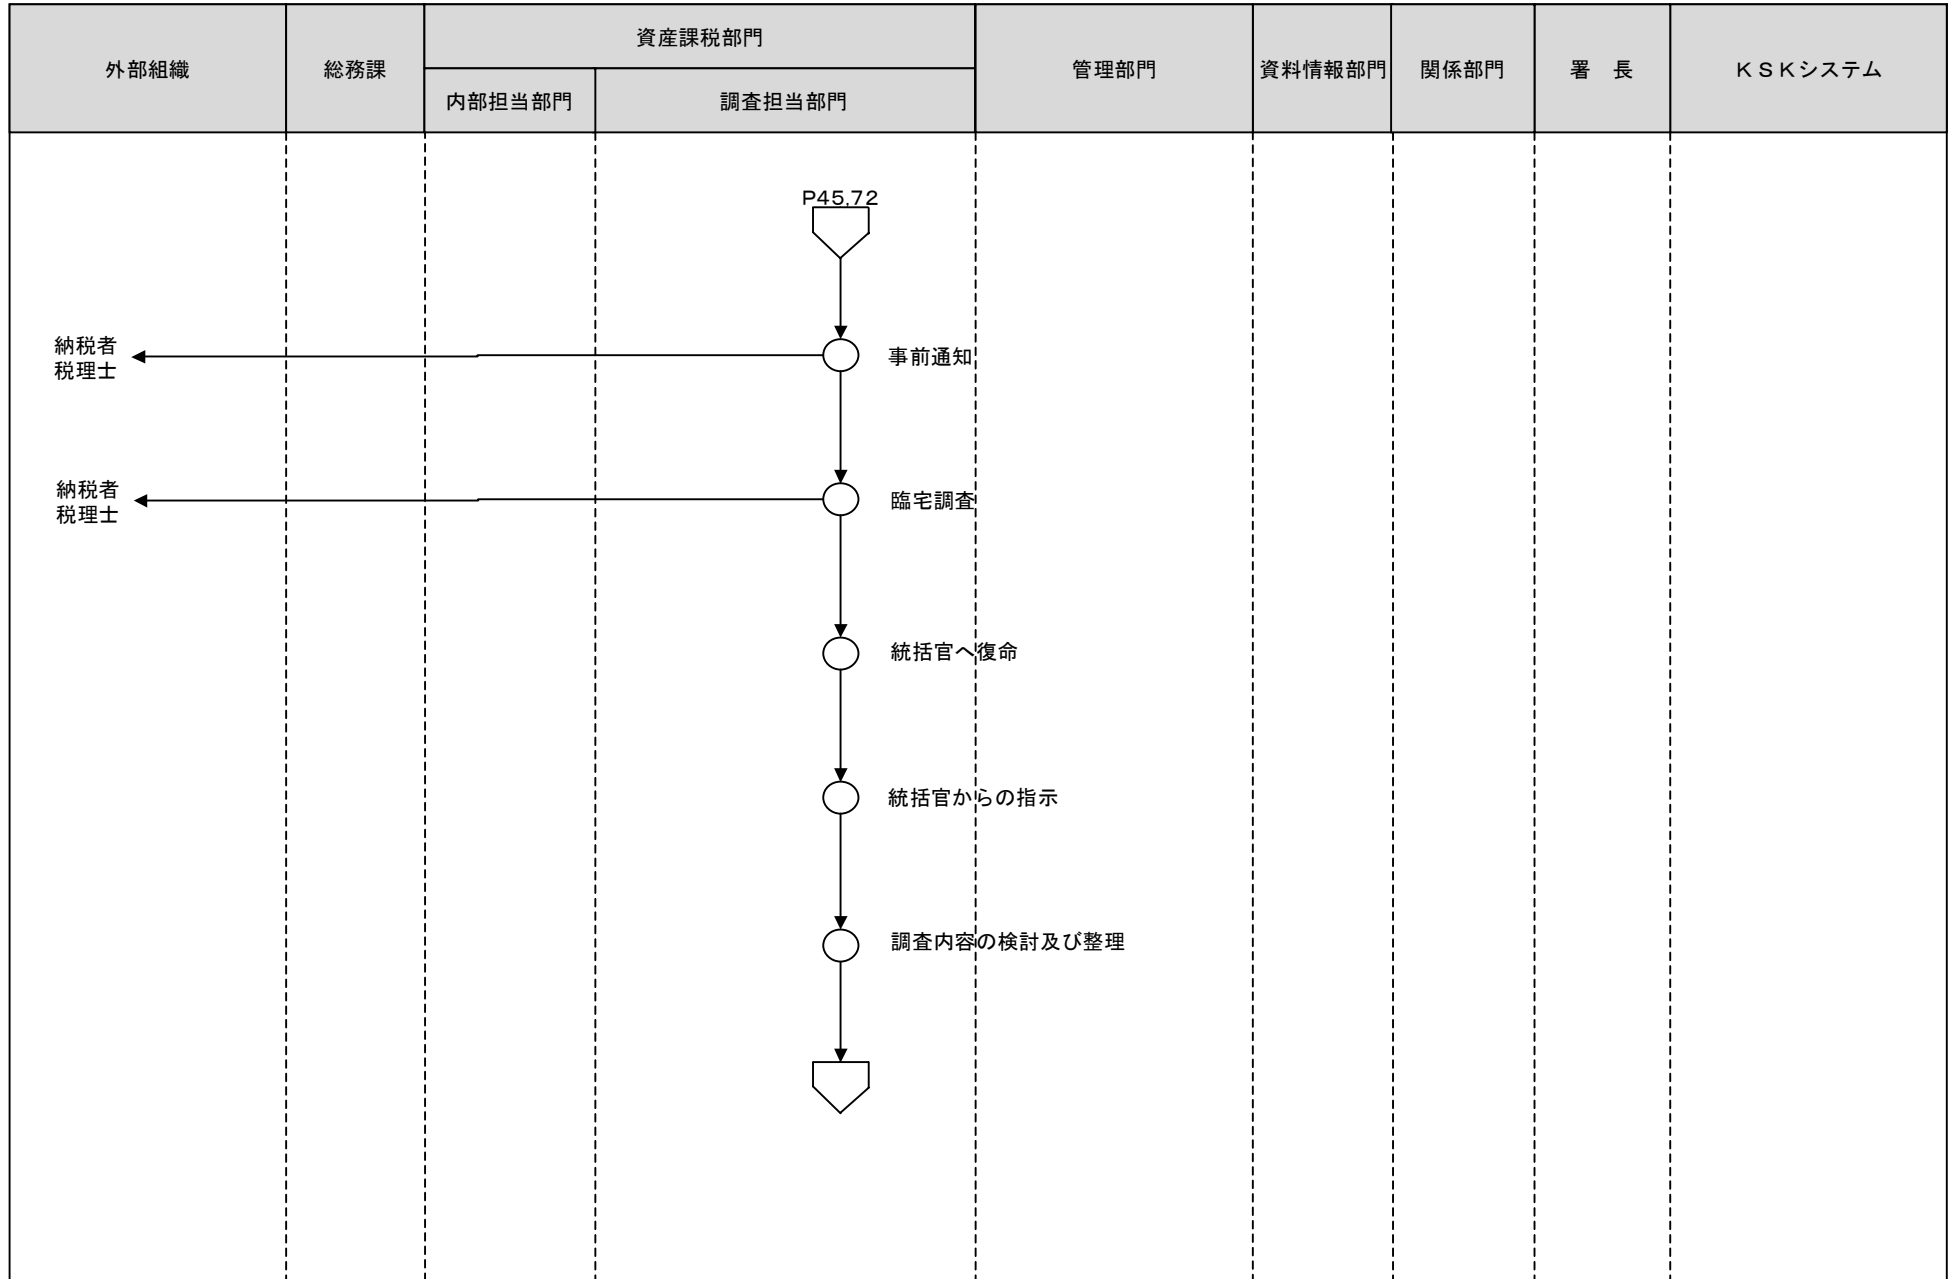 外部組織
総務課
資産課税部門
内部担当部門
調査担当部門
管理部門
資料情報部門
関係部門
署　長
ＫＳＫシステム
P45,72
納税者
税理士
事前通知
納税者
税理士
臨宅調査
統括官へ復命
統括官からの指示
調査内容の検討及び整理